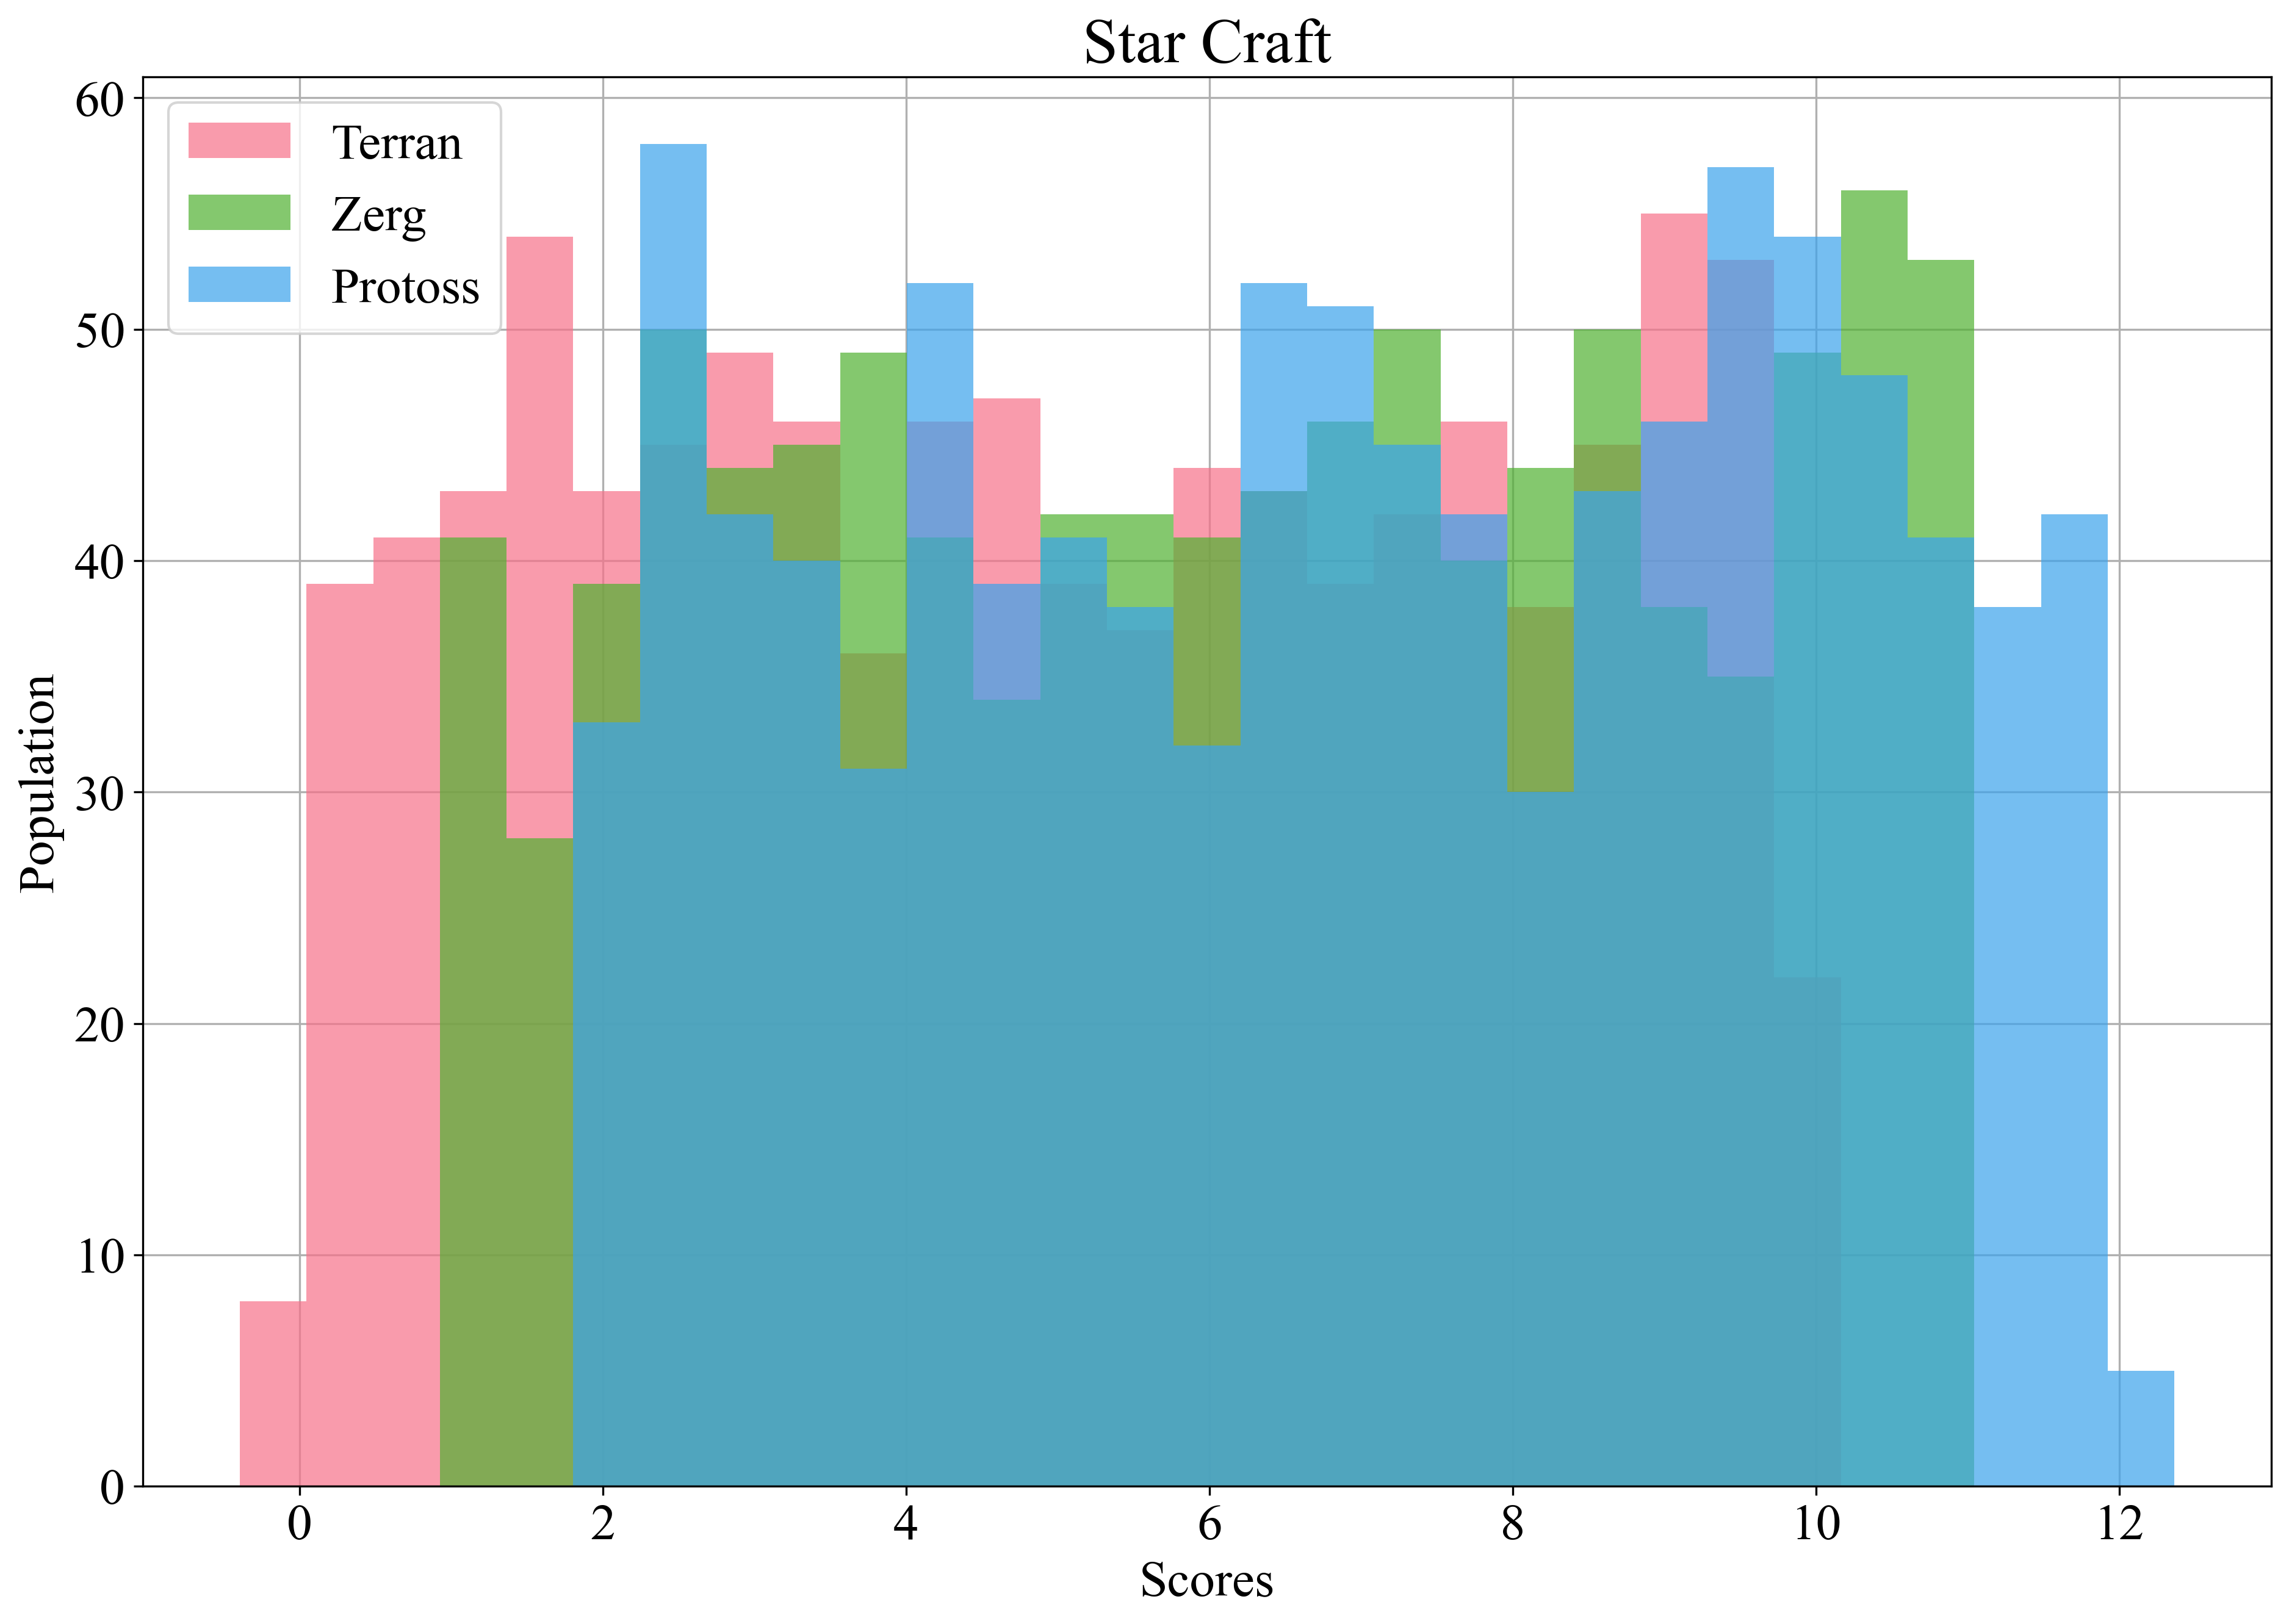 Star Craft
Terran
Zerg
Protoss
60
50
40
30
20
10
0
Population
0 2 4 6 8 10 12
Scores